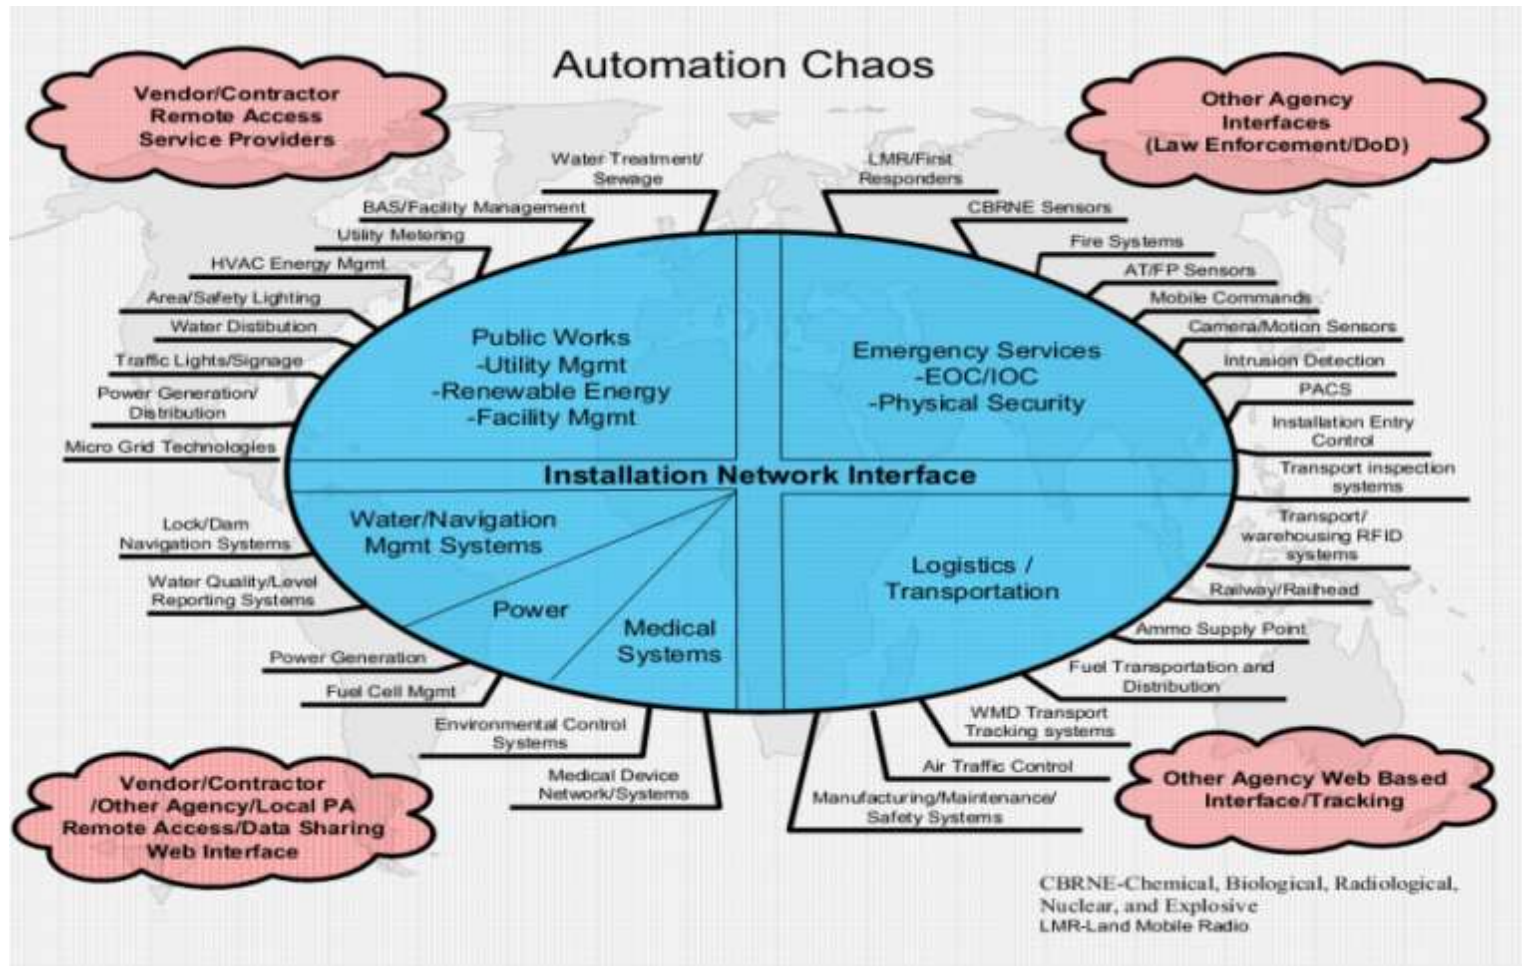 Automation Chaos
Vendor/Contractor
Remote Access
Service Providers
Other Agency
Interfaces
(Law Enforcement/DoD)
Water Treatment/
Sewage
BAS/Facility Management
Utility Metering
HVAC Energy Mgmt
Area/Safety Lighting
Water Distibution
Traffic Lights/Signage
Power Generation/
Distribution
Micro Grid Technologies
LMR/First
Responders
CBRNE Sensors
Fire Systems
AT/FP Sensors
Mobile Commands
Camera/Motion Sensors
Intrusion Detection
PACS
Installation Entry
Control
Transport inspection
systems
Transport/
warehousing RFID
systems
Railway/Railhead
Ammo Supply Point
Fuel Transportation and
Distribution
WMD Transport
Tracking systems
Air Traffic Control
Manufacturing/Maintenance/
Safety Systems
Public Works
-Utility Mgmt
-Renewable Energy
-Facility Mgmt
Emergency Services
-EOC/IOC
-Physical Security
Installation Network Interface
Water/Navigation
Mgmt Systems
Power
Medical
Systems
Logistics /
Transportation
Lock/Dam
Navigation Systems
Water Quality/Level
Reporting Systems
Power Generation
Fuel Cell Mgmt
Environmental Control
Systems
Medical Device
Network/Systems
Vendor/Contractor
/Other Agency/Local PA
Remote Access/Data Sharing
Web Interface
Other Agency Web Based
Interface/Tracking
CBRNE-Chemical, Biological, Radiological,
Nuclear, and Explosive
LMR-Land Mobile Radio